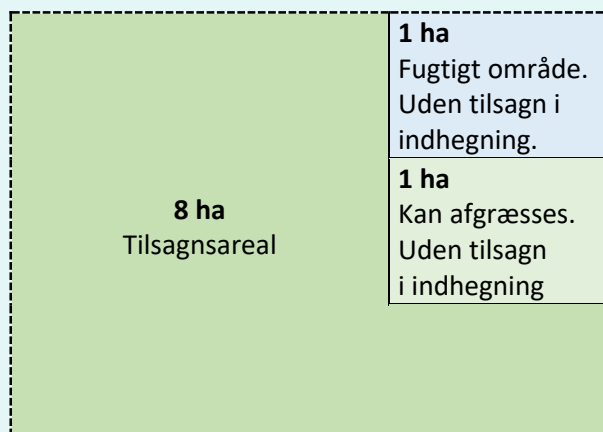 1 ha
Fugtigt område.
Uden tilsagn i
indhegning.
1 ha
Kan afgræsses.
Uden tilsagn
i indhegning
8 ha
Tilsagnsareal